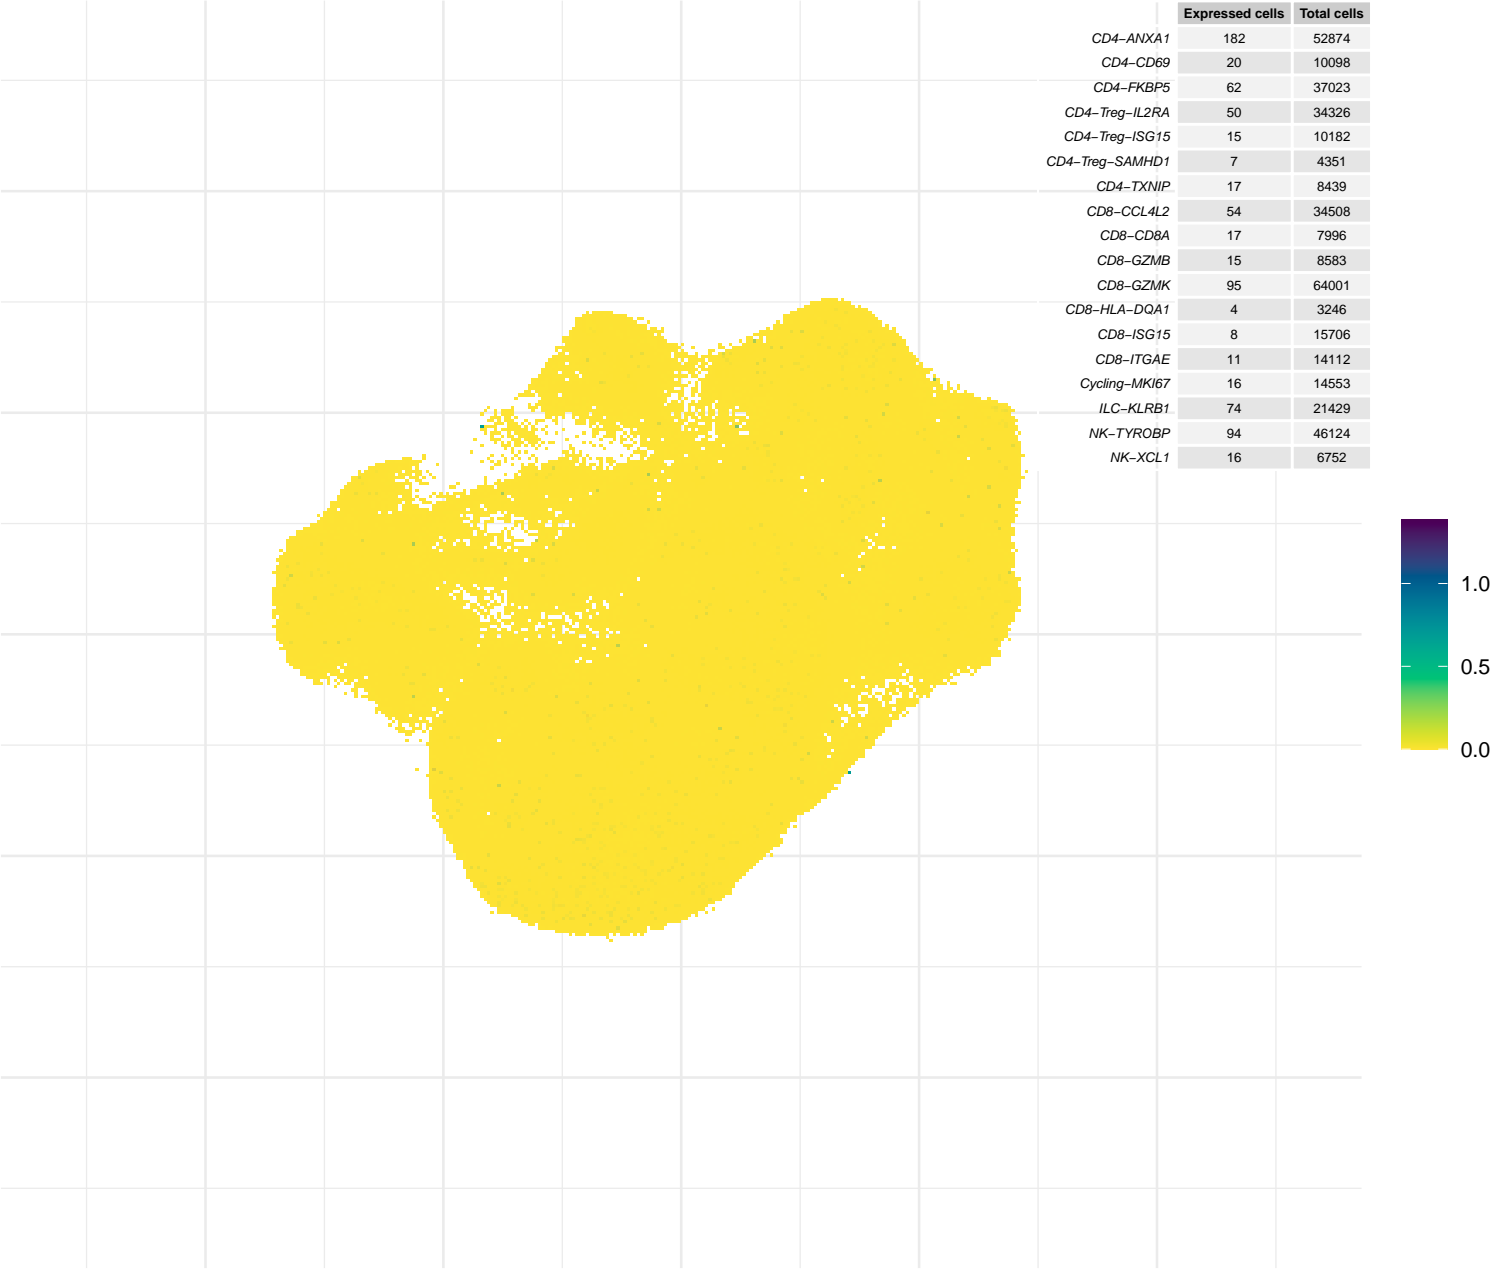 Expressed cells Total cells
CD4−ANXA1 182 52874
CD4−CD69 20 10098
CD4−FKBP5 62 37023
CD4−Treg−IL2RA 50 34326
CD4−Treg−ISG15 15 10182
CD4−Treg−SAMHD1 7 4351
CD4−TXNIP 17 8439
CD8−CCL4L2 54 34508
CD8−CD8A 17 7996
CD8−GZMB 15 8583
CD8−GZMK 95 64001
CD8−HLA−DQA1 4 3246
CD8−ISG15 8 15706
CD8−ITGAE 11 14112
Cycling−MKI67 16 14553
ILC−KLRB1 74 21429
NK−TYROBP 94 46124
NK−XCL1 16 6752
1.0
0.5
0.0